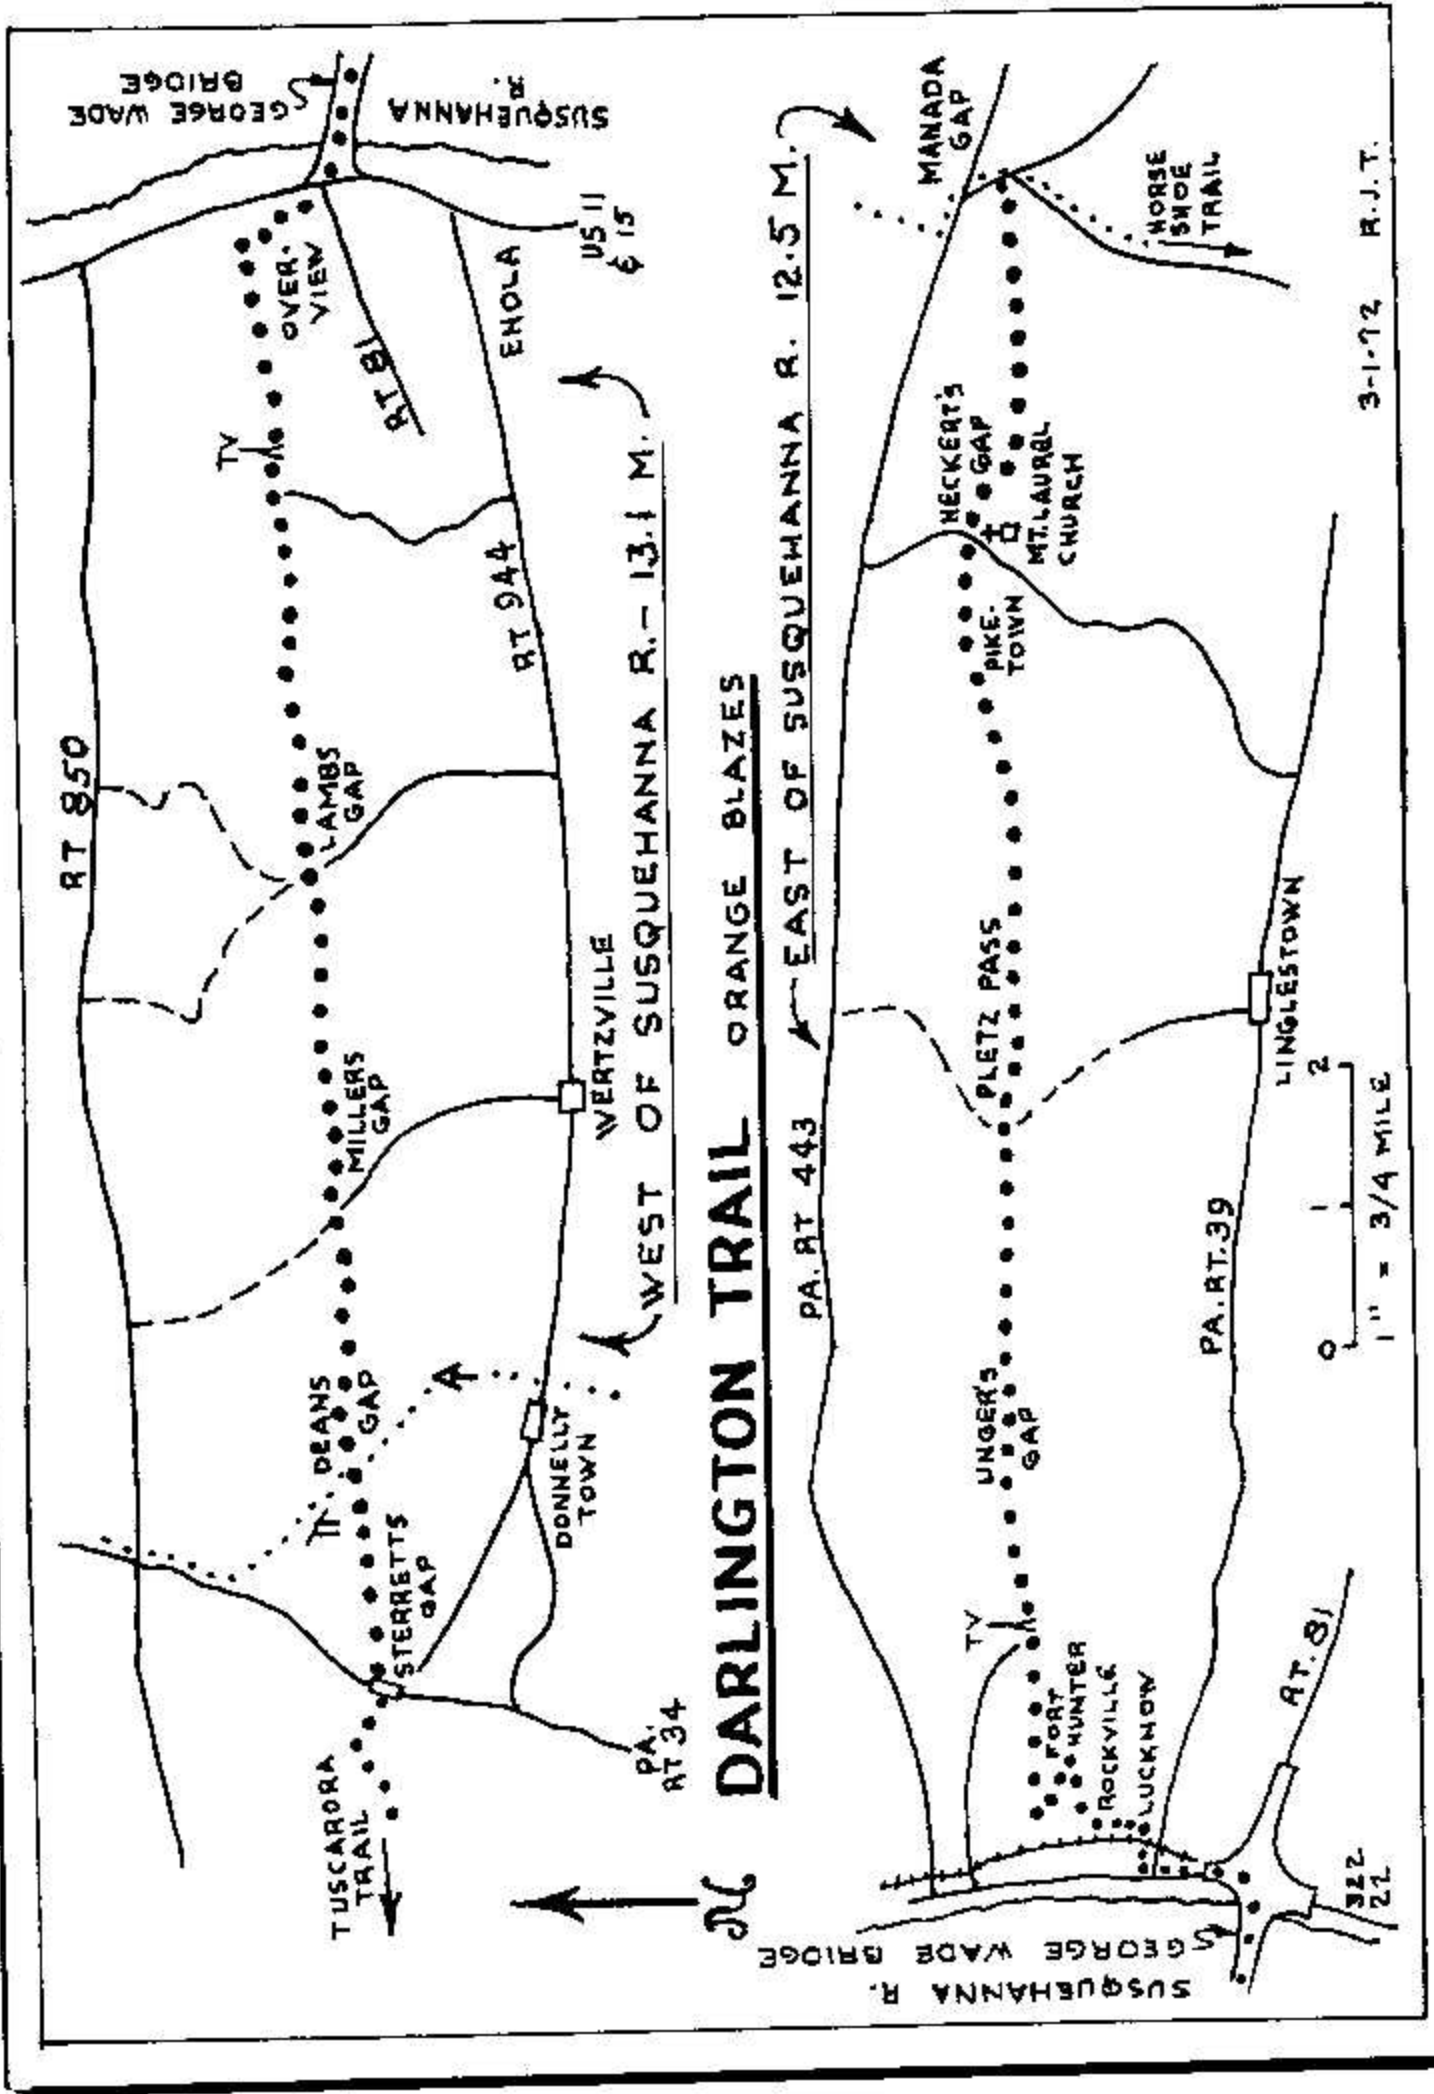 GEORGE WADE
BRIDGE
SUSQUEHANNA
R.
RT 850
TV
OVER-
VIEW
RT 81
US 11
& 15
ENOLA
RT 944
LAMBS
GAP
MILLERS
GAP
WERTZVILLE
DEANS
GAP
DONNELLY
TOWN
STERRETTS
GAP
TUSCARORA
TRAIL
PA.
RT 34
WEST OF SUSQUEHANNA R. - 13.1 M.
N
DARLINGTON TRAIL ORANGE BLAZES
EAST OF SUSQUEHANNA R. 12.5 M.
PA. RT 443
MANADA
GAP
HORSE
SHOE
TRAIL
HECKERT'S
GAP
MT. LAUREL
CHURCH
PIKE-
TOWN
PLETZ PASS
UNGER'S
GAP
TV
FORT
HUNTER
ROCKVILLE
LUCKNOW
LINGLESTOWN
PA. RT. 39
RT. 81
322
22
GEORGE WADE BRIDGE
SUSQUEHANNA R.
0 1 2
1" = 3/4 MILE
3-1-72 R.J.T.